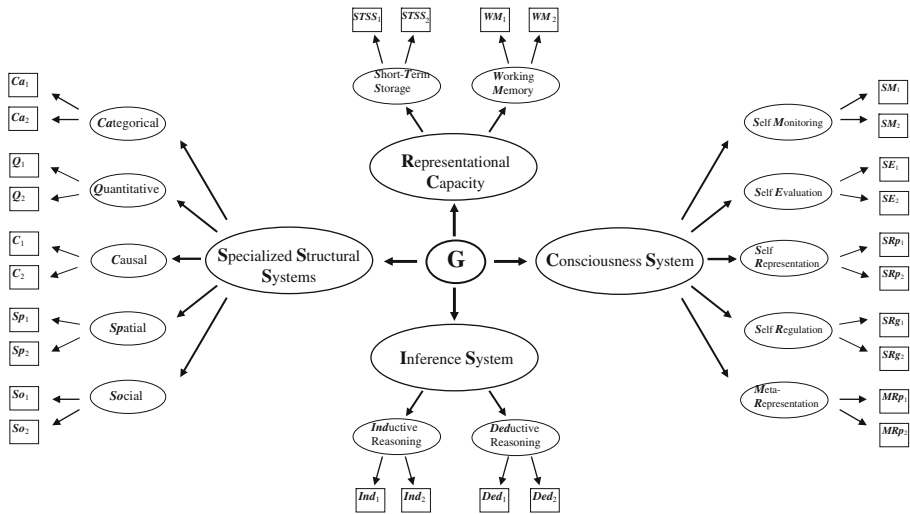 STSS₁
STSS₂
WM₁
WM₂
Short-Term
Storage
Working
Memory
Representational
Capacity
Ca₁
Ca₂
Categorical
Q₁
Q₂
Quantitative
C₁
C₂
Causal
Sp₁
Sp₂
Spatial
So₁
So₂
Social
Specialized Structural
Systems
G
Consciousness System
Self Monitoring
SM₁
SM₂
Self Evaluation
SE₁
SE₂
Self
Representation
SRp₁
SRp₂
Self Regulation
SRg₁
SRg₂
Meta-
Representation
MRp₁
MRp₂
Inference System
Inductive
Reasoning
Deductive
Reasoning
Ind₁
Ind₂
Ded₁
Ded₂